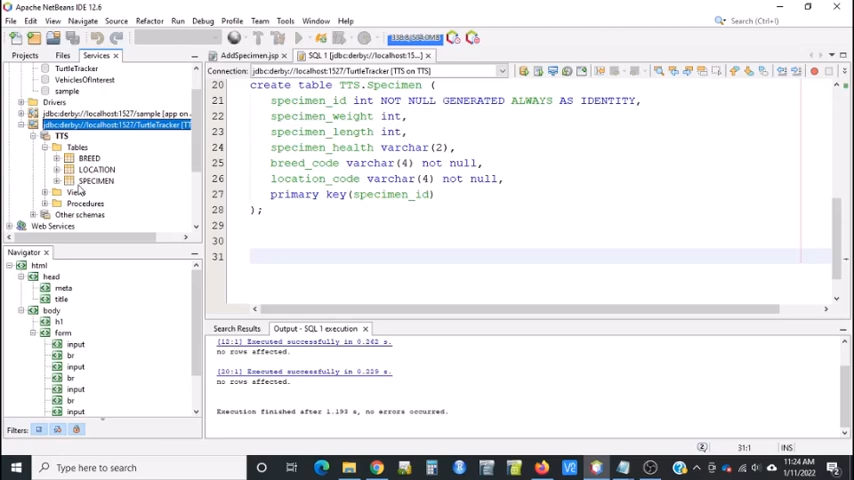 Apache NetBeans IDE 12.6
File Edit View Navigate Source Refactor Run Debug Profile Team Tools Window Help
Search (Ctrl+I)
Projects Files Services
AddSpecimen.jsp SQL 1 [jdbc:derby://localhost:15277...]
TurtleTracker
VehiclesOfInterest
sample
Drivers
jdbc:derby://localhost:1527/sample [app on
jdbc:derby://localhost:1527/TurtleTracker [TT
TTS
Tables
BREED
LOCATION
SPECIMEN
Views
Procedures
Other schemas
Web Services
Connection: jdbc:derby://localhost:1527/TurtleTracker [TTS on TTS]
20 create table TTS.Specimen (
21 specimen_id int NOT NULL GENERATED ALWAYS AS IDENTITY,
22 specimen_weight int,
23 specimen_length int,
24 specimen_health varchar(2),
25 breed_code varchar(4) not null,
26 location_code varchar(4) not null,
27 primary key(specimen_id)
28 );
29
30
31
Navigator
html
head
meta
title
body
h1
form
input
br
input
br
input
br
input
Filters:
Search Results Output - SQL 1 execution
[12:1] Executed successfully in 0.262 s.
no rows affected.
[20:1] Executed successfully in 0.229 s.
no rows affected.
Execution finished after 1.193 s, no errors occurred.
2 31:1 INS
Type here to search
11:24 AM
1/11/2022